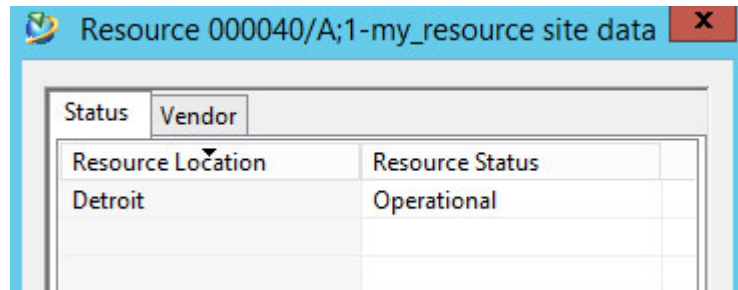 Resource 000040/A;1-my_resource site data x
Status Vendor
Resource Location Resource Status
Detroit Operational